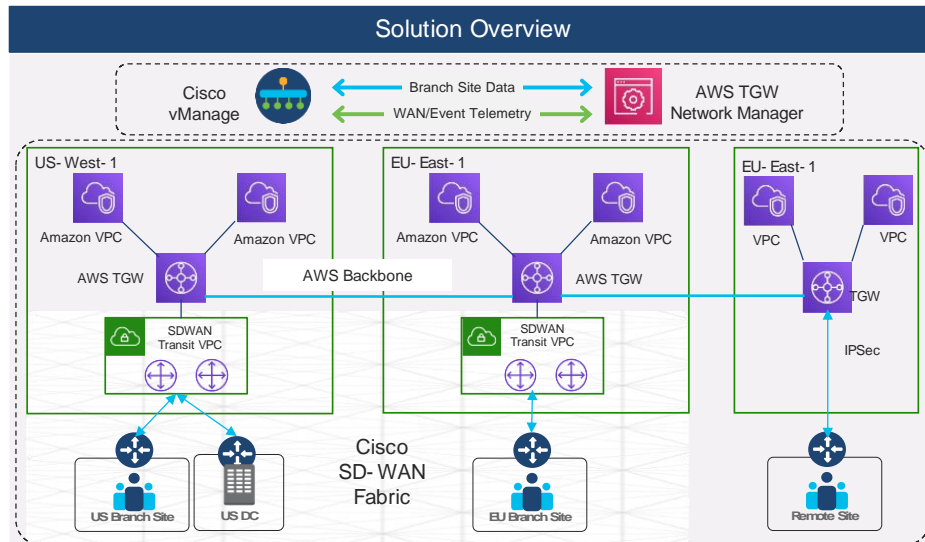 Solution Overview
Cisco
vManage
Branch Site Data
WAN/Event Telemetry
AWS TGW
Network Manager
US- West- 1
Amazon VPC
Amazon VPC
AWS TGW
SDWAN
Transit VPC
AWS Backbone
EU- East- 1
Amazon VPC
Amazon VPC
AWS TGW
SDWAN
Transit VPC
EU- East- 1
VPC
VPC
TGW
IPSec
Cisco
SD- WAN
Fabric
US Branch Site
US DC
EU Branch Site
Remote Site